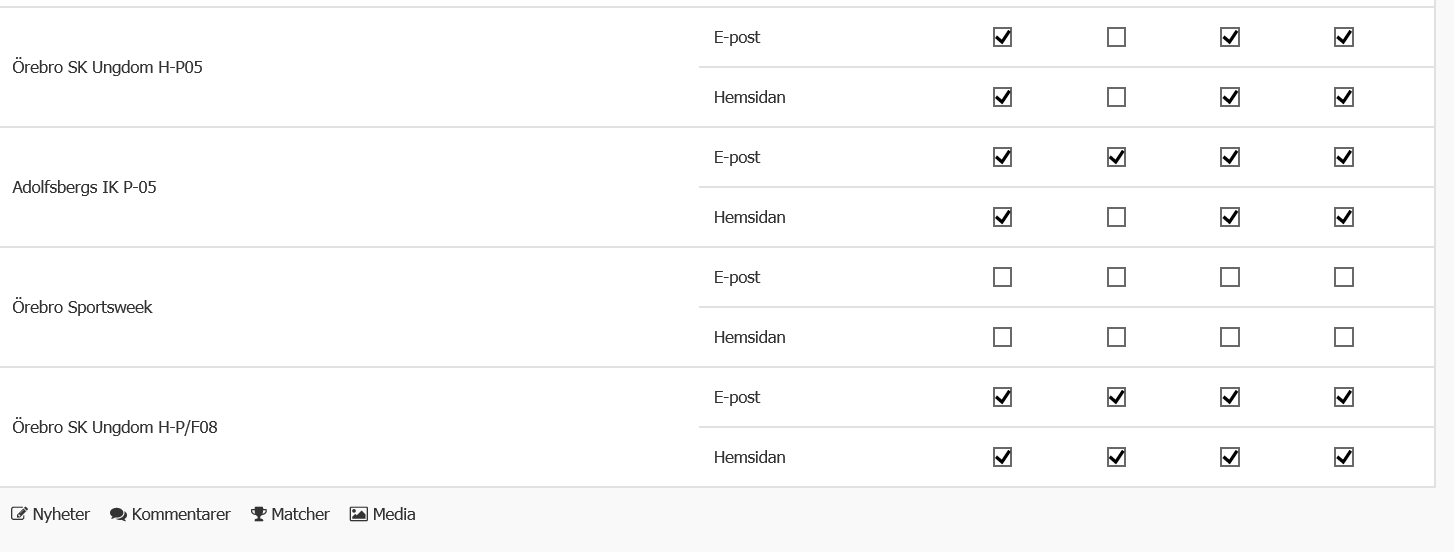 E-post
Örebro SK Ungdom H-P05
Hemsidan
E-post
Adolfsbergs IK P-05
Hemsidan
E-post
Örebro Sportsweek
Hemsidan
E-post
Örebro SK Ungdom H-P/F08
Hemsidan
Nyheter Kommentarer Matcher Media